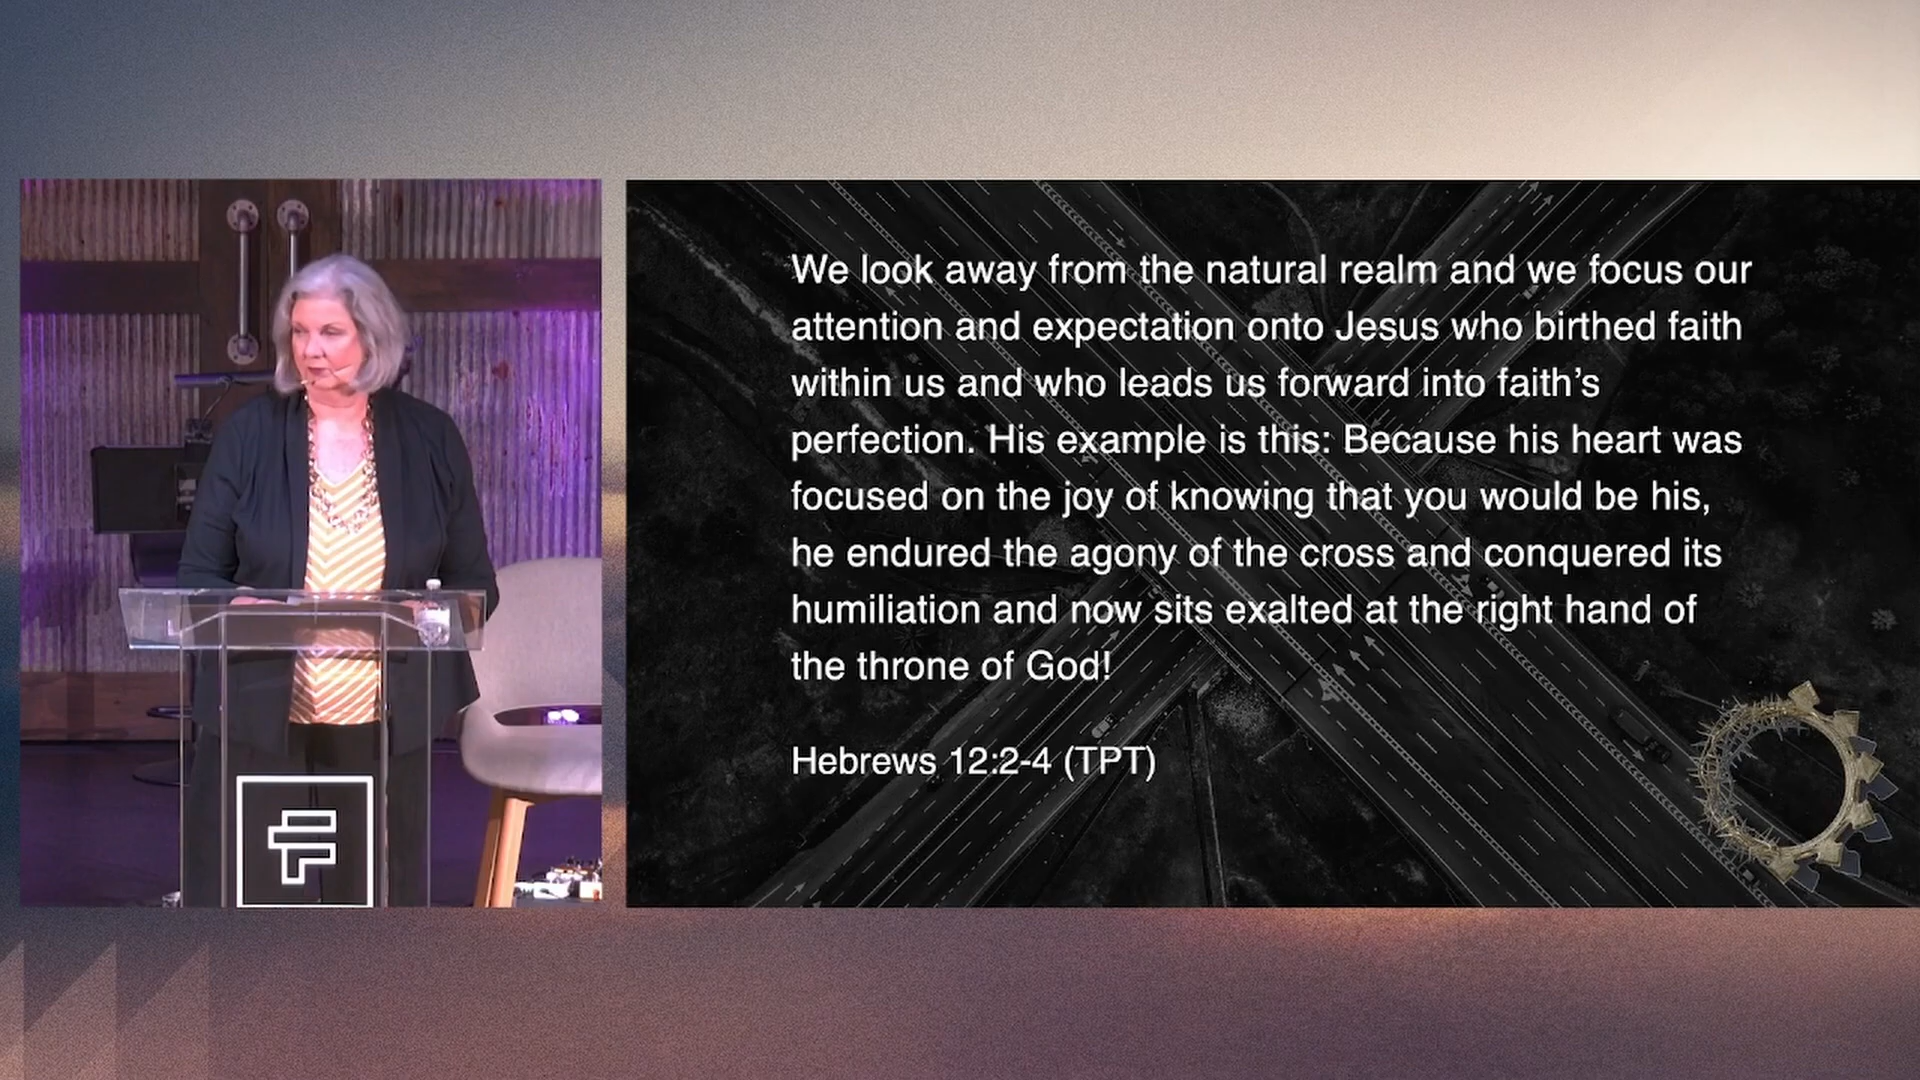 We look away from the natural realm and we focus our
attention and expectation onto Jesus who birthed faith
within us and who leads us forward into faith’s
perfection. His example is this: Because his heart was
focused on the joy of knowing that you would be his,
he endured the agony of the cross and conquered its
humiliation and now sits exalted at the right hand of
the throne of God!
Hebrews 12:2-4 (TPT)